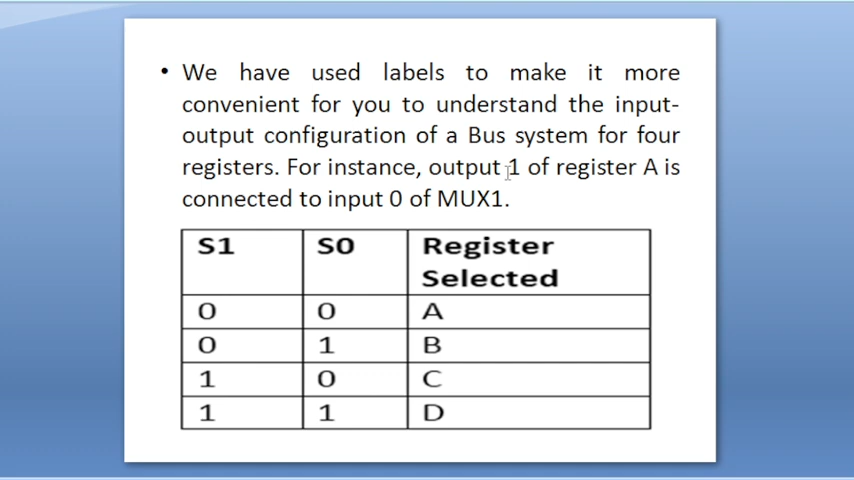 • We have used labels to make it more
convenient for you to understand the input-
output configuration of a Bus system for four
registers. For instance, output 1 of register A is
connected to input 0 of MUX1.
S1 S0 Register
Selected
0 0 A
0 1 B
1 0 C
1 1 D